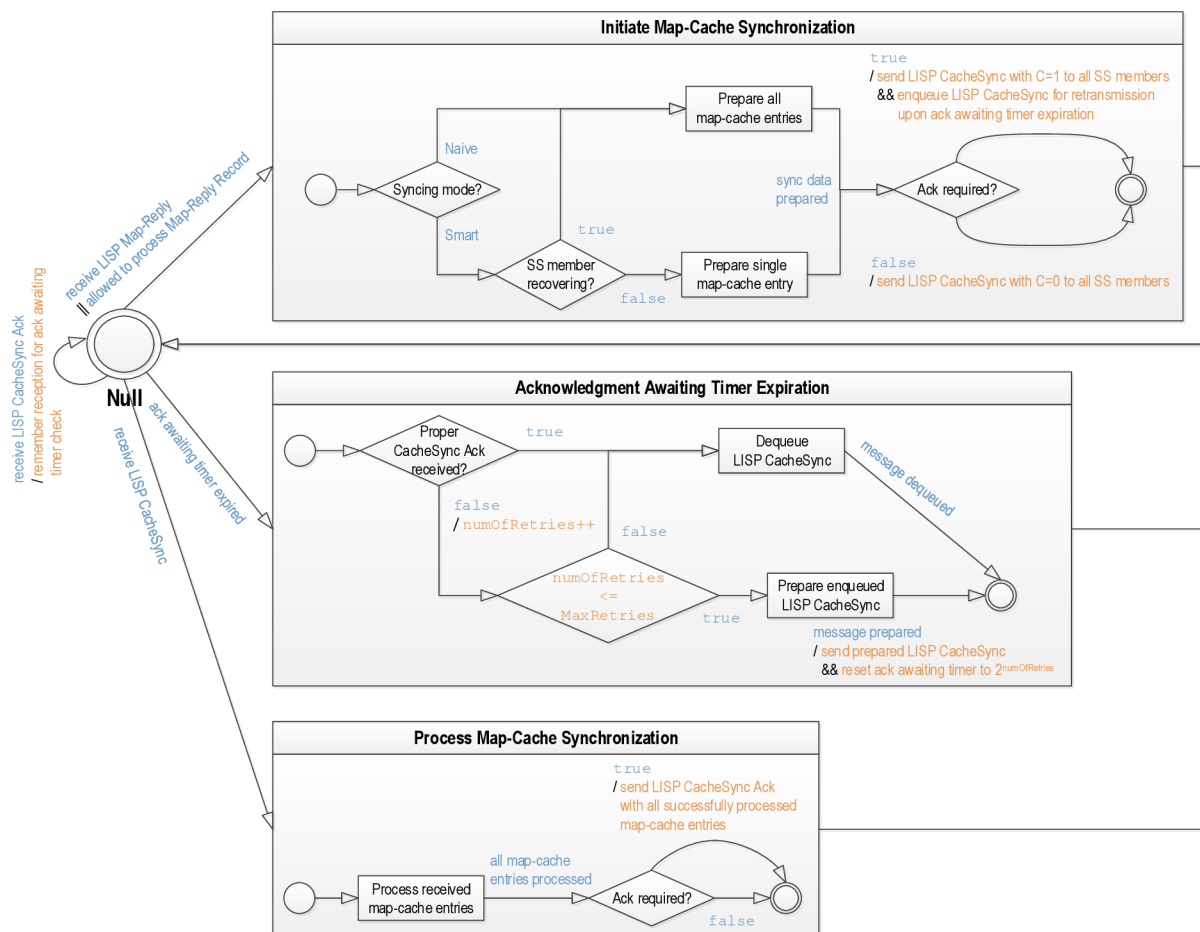 Initiate Map-Cache Synchronization
true
/ send LISP CacheSync with C=1 to all SS members
&& enqueue LISP CacheSync for retransmission
upon ack awaiting timer expiration
Prepare all
map-cache entries
Naive
Syncing mode?
Smart
sync data
prepared
Ack required?
true
SS member
recovering?
false
Prepare single
map-cache entry
false
/ send LISP CacheSync with C=0 to all SS members
receive LISP Map-Reply
|| allowed to process Map-Reply Record
receive LISP CacheSync Ack
/ remember reception for ack awaiting
timer check
Null
ack awaiting timer expired
receive LISP CacheSync
Acknowledgment Awaiting Timer Expiration
Proper
CacheSync Ack
received?
true
Dequeue
LISP CacheSync
message dequeued
false
/ numOfRetries++
false
numOfRetries
<=
MaxRetries
true
Prepare enqueued
LISP CacheSync
message prepared
/ send prepared LISP CacheSync
&& reset ack awaiting timer to 2^numOfRetries
Process Map-Cache Synchronization
true
/ send LISP CacheSync Ack
with all successfully processed
map-cache entries
Process received
map-cache entries
all map-cache
entries processed
Ack required?
false